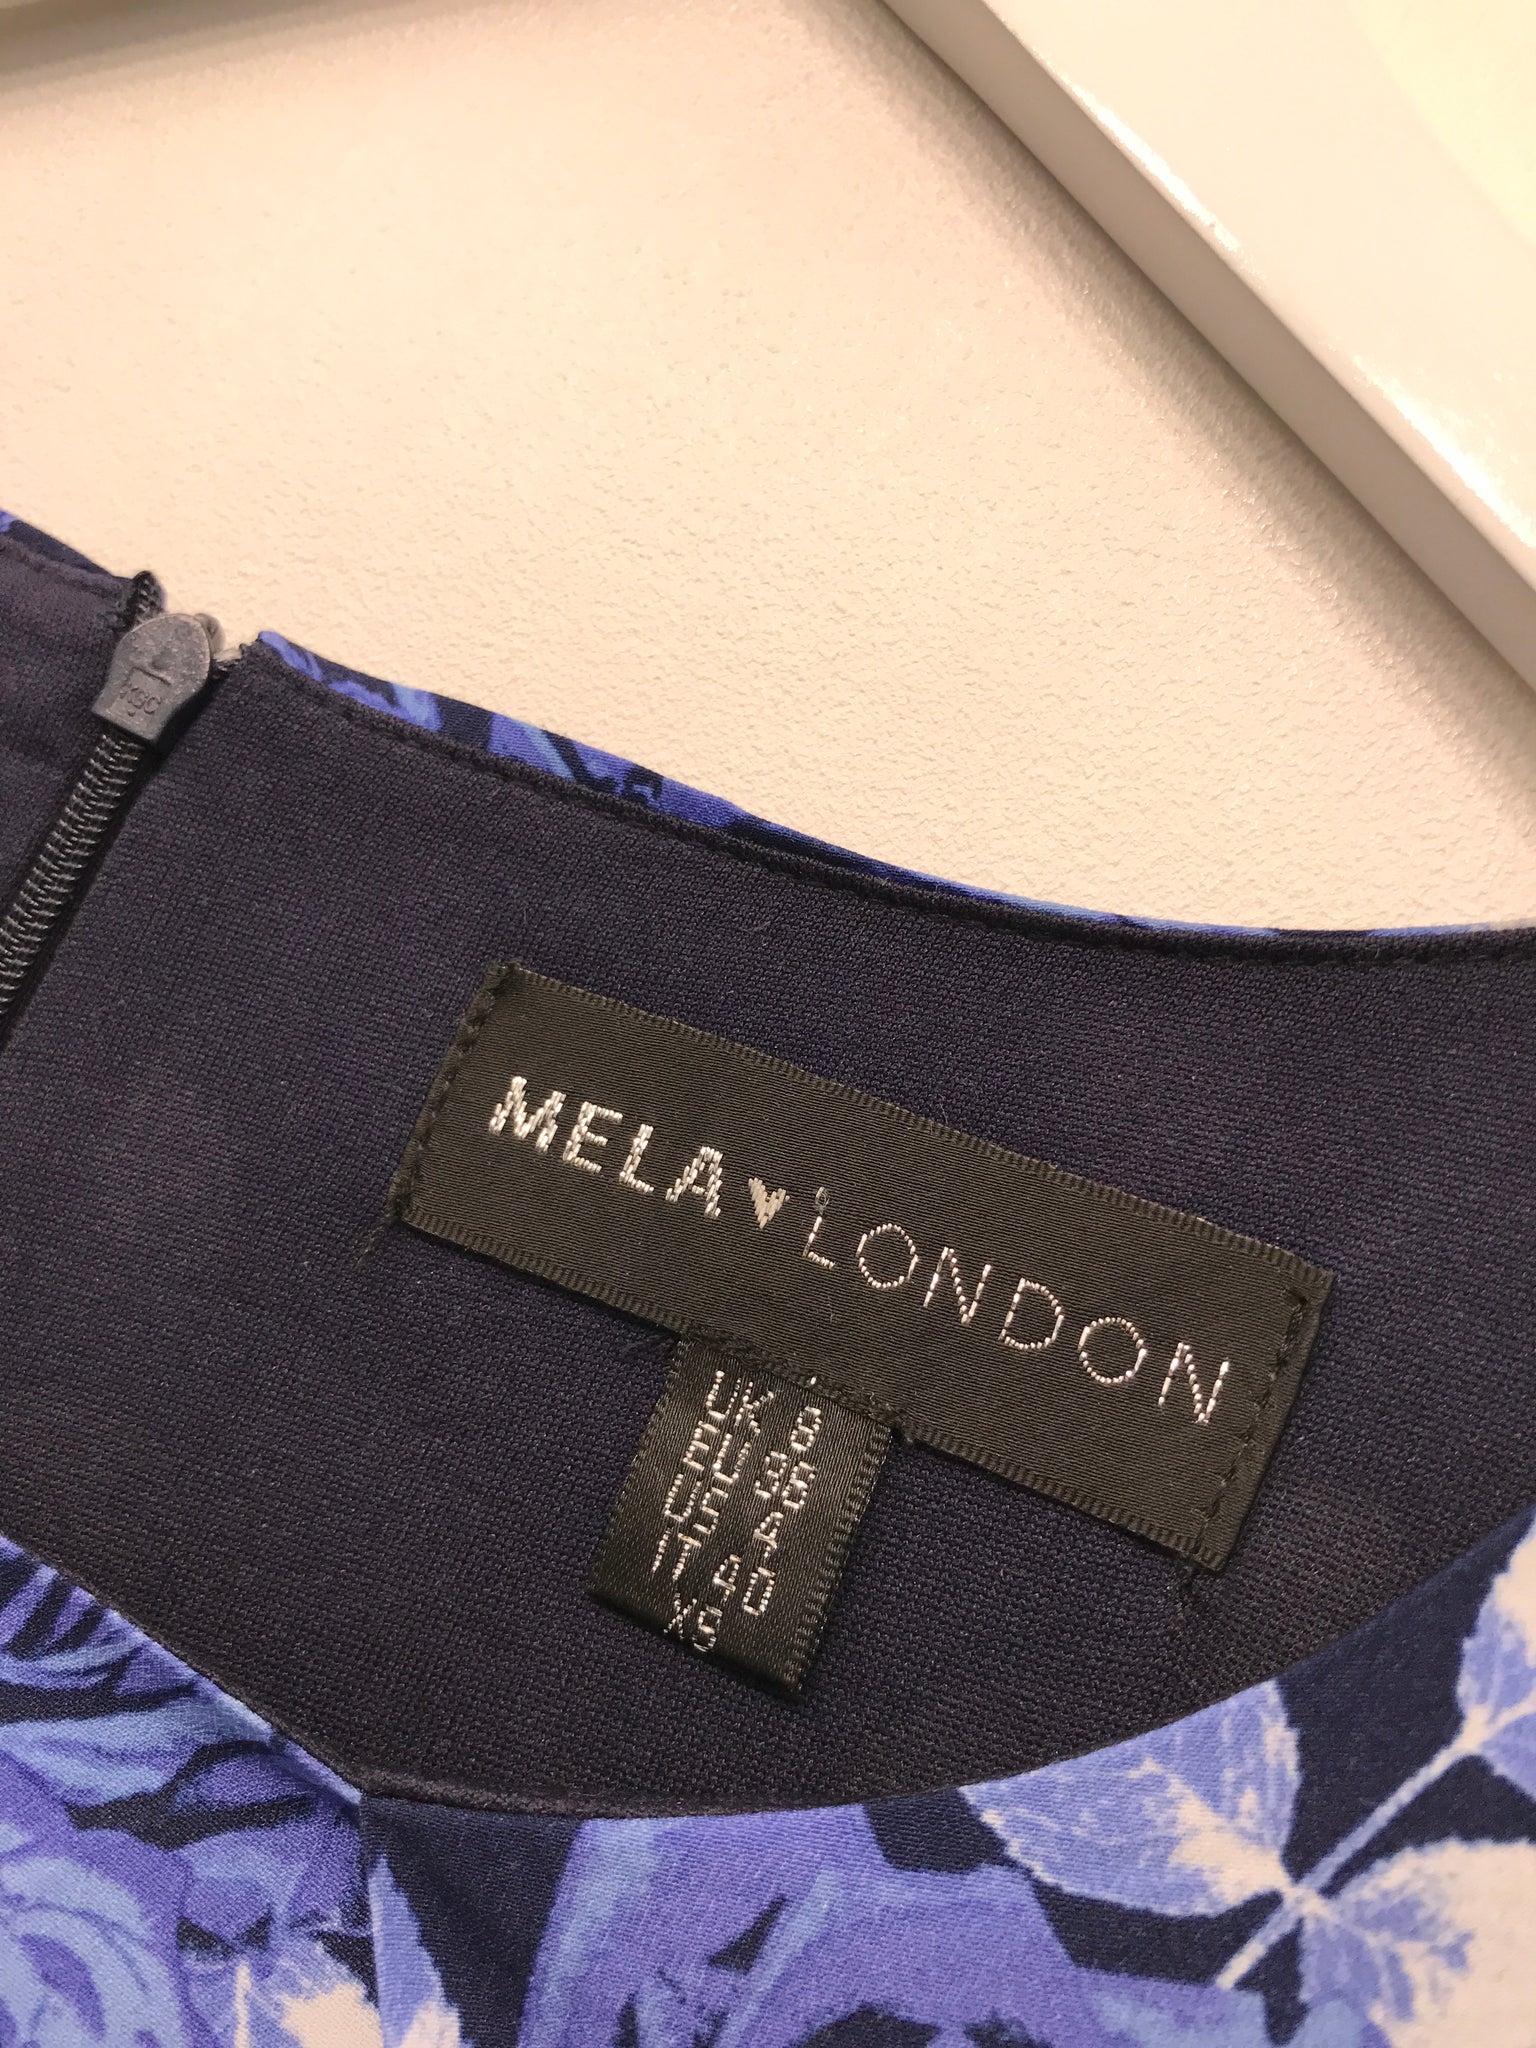 MELA♥LONDON
UK 8
EU 36
US 4
IT 40
XS